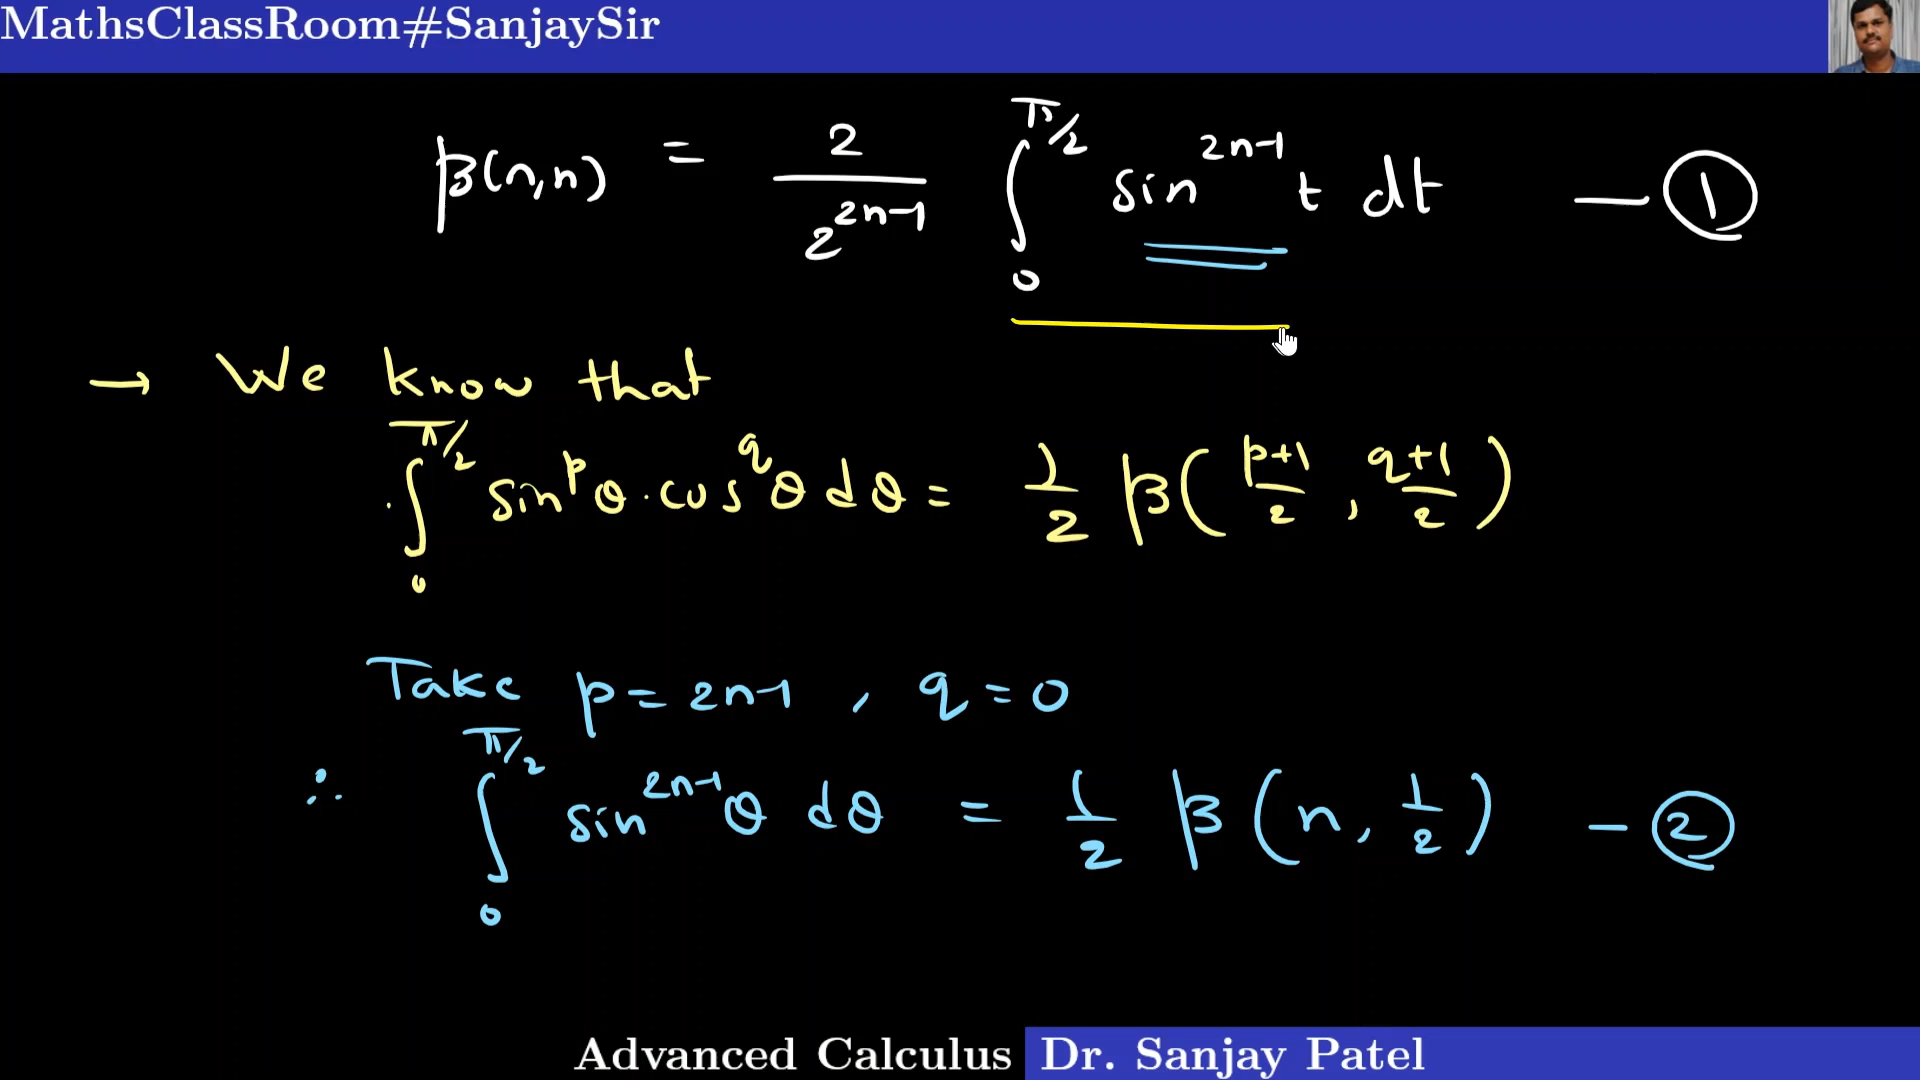 MathsClassRoom#SanjaySir
β(n,n) = 2/2^{2n-1} ∫_0^{π/2} sin^{2n-1} t dt — ①
→ We know that
∫_0^{π/2} sin^p θ · cos^q θ dθ = 1/2 β(p+1/2, q+1/2)
Take p = 2n-1, q = 0
∴ ∫_0^{π/2} sin^{2n-1} θ dθ = 1/2 β(n, 1/2) — ②
Advanced Calculus Dr. Sanjay Patel